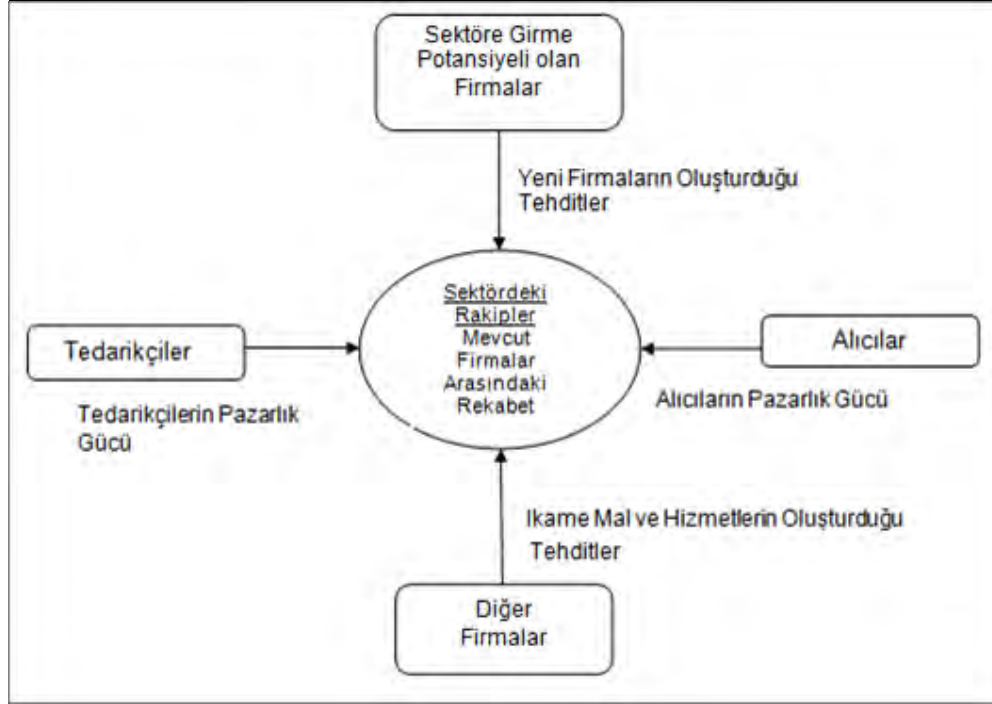 Sektöre Girme
Potansiyeli olan
Firmalar
Yeni Firmaların Oluşturduğu
Tehditler
Sektördeki
Rakipler
Mevcut
Firmalar
Arasındaki
Rekabet
Tedarikçiler
Tedarikçilerin Pazarlık
Gücü
Alıcılar
Alıcıların Pazarlık Gücü
Ikame Mal ve Hizmetlerin Oluşturduğu
Tehditler
Diğer
Firmalar